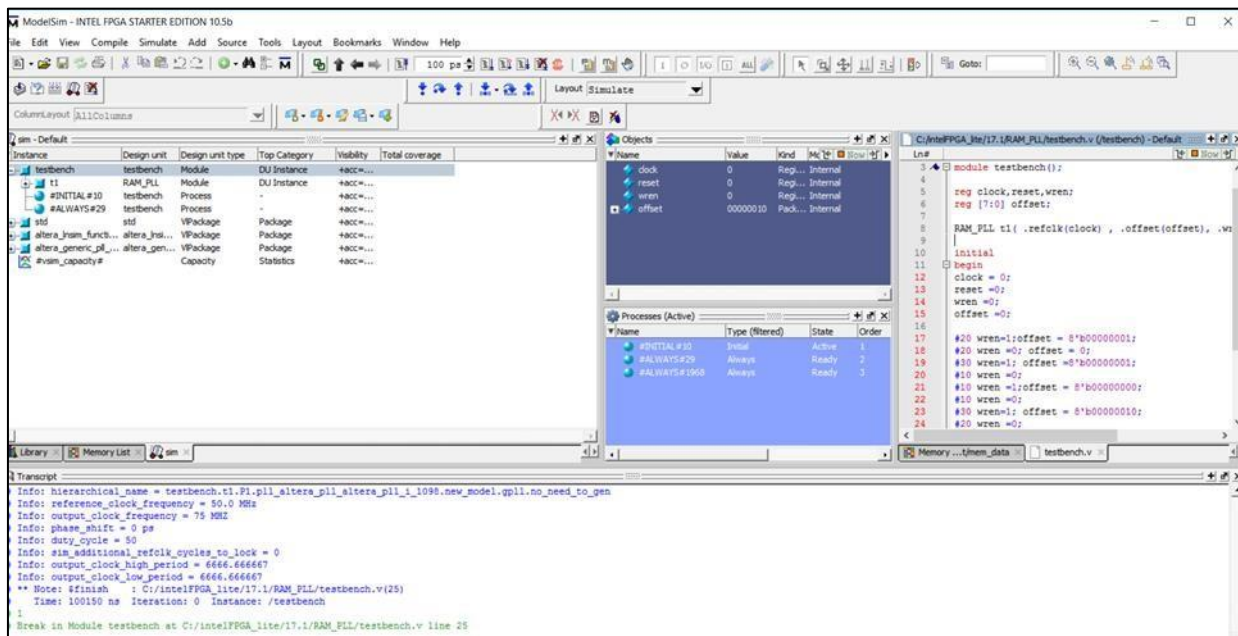 ModelSim - INTEL FPGA STARTER EDITION 10.5b
File Edit View Compile Simulate Add Source Tools Layout Bookmarks Window Help
100 ps
Goto:
Layout Simulate
ColumnLayout AllColumns
sim - Default
Instance Design unit Design unit type Top Category Visibility Total coverage
testbench testbench Module DU Instance +acc=...
t1 RAM_PLL Module DU Instance +acc=...
#INITIAL#10 testbench Process - +acc=...
#ALWAYS#29 testbench Process - +acc=...
std std VIPackage Package +acc=...
altera_lnsim_functi... altera_lnsi... VIPackage Package +acc=...
altera_generic_pll_... altera_gen... VIPackage Package +acc=...
#vsim_capacity# Capacity Statistics +acc=...
Library Memory List sim
Objects
Name Value Kind Mo Now
clock 0 Regi... Internal
reset 0 Regi... Internal
wren 0 Regi... Internal
offset 00000010 Pack... Internal
Processes (Active)
Name Type (filtered) State Order
#INITIAL#10 Initial Active 1
#ALWAYS#29 Always Ready 2
#ALWAYS#1968 Always Ready 3
C:/intelFPGA_lite/17.1/RAM_PLL/testbench.v (/testbench) - Default
Ln# Now
3 module testbench();
4
5 reg clock,reset,wren;
6 reg [7:0] offset;
7
8 RAM_PLL t1( .refclk(clock) , .offset(offset), .wr
9
10 initial
11 begin
12 clock = 0;
13 reset =0;
14 wren =0;
15 offset =0;
16
17 #20 wren=1;offset = 8'b00000001;
18 #20 wren =0; offset = 0;
19 #30 wren=1; offset =8'b00000001;
20 #10 wren =0;
21 #10 wren =1;offset = 8'b00000000;
22 #10 wren =0;
23 #30 wren=1; offset = 8'b00000010;
24 #20 wren =0;
Memory ...t/mem_data testbench.v
Transcript
Info: hierarchical_name = testbench.t1.P1.pll_altera_pll_altera_pll_i_1098.new_model.gpll.no_need_to_gen
Info: reference_clock_frequency = 50.0 MHz
Info: output_clock_frequency = 75 MHZ
Info: phase_shift = 0 ps
Info: duty_cycle = 50
Info: sim_additional_refclk_cycles_to_lock = 0
Info: output_clock_high_period = 6666.666667
Info: output_clock_low_period = 6666.666667
** Note: $finish : C:/intelFPGA_lite/17.1/RAM_PLL/testbench.v(25)
Time: 100150 ns Iteration: 0 Instance: /testbench
1
Break in Module testbench at C:/intelFPGA_lite/17.1/RAM_PLL/testbench.v line 25